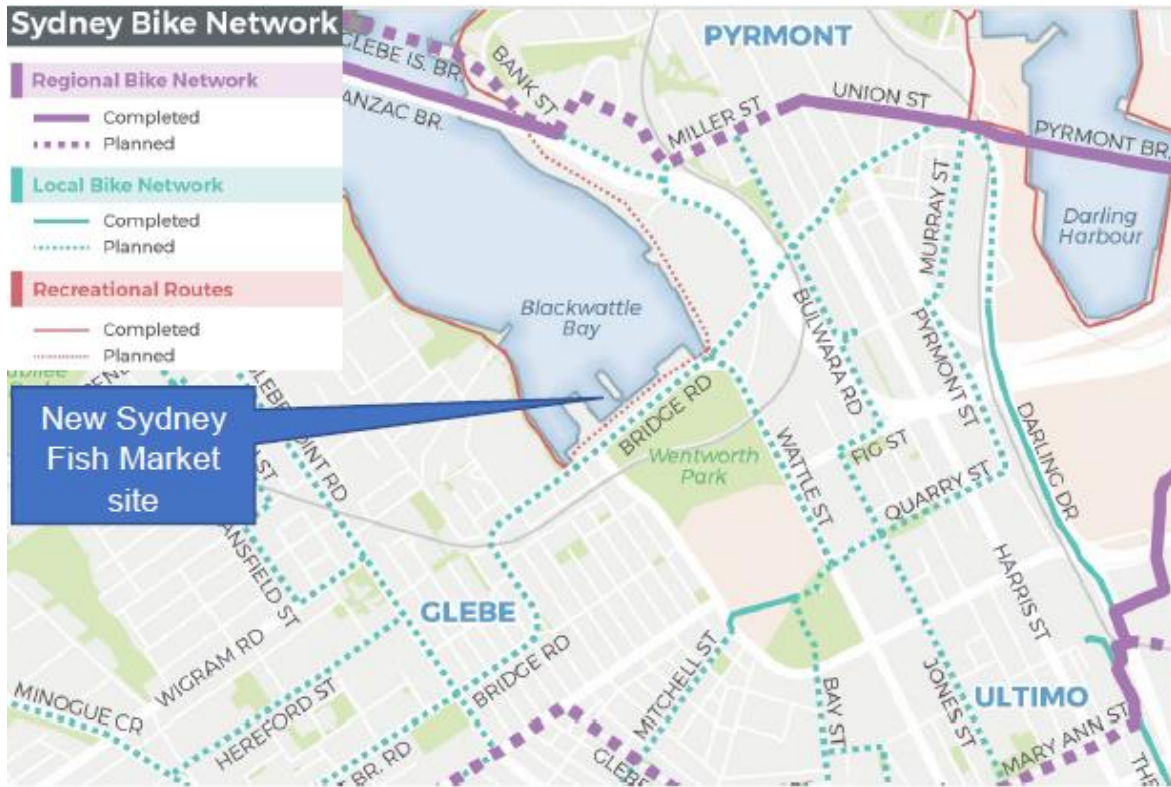 Sydney Bike Network
Regional Bike Network
Completed
Planned
Local Bike Network
Completed
Planned
Recreational Routes
Completed
Planned
New Sydney
Fish Market
site
PYRMONT
GLEBE IS. BR.
ANZAC BR.
BANK ST
MILLER ST
UNION ST
PYRMONT BR
MURRAY ST
Darling
Harbour
Blackwattle
Bay
BULWARA RD
PYRMONT ST
BRIDGE RD
Wentworth
Park
WATTLE ST
FIG ST
QUARRY ST
DARLING DR
HARRIS ST
GLEBE
WIGRAM RD
MINOGUE CR
HEREFORD ST
BRIDGE RD
MITCHELL ST
BAY ST
JONES ST
ULTIMO
MARY ANN ST
BR. RD
GLEBE
THE